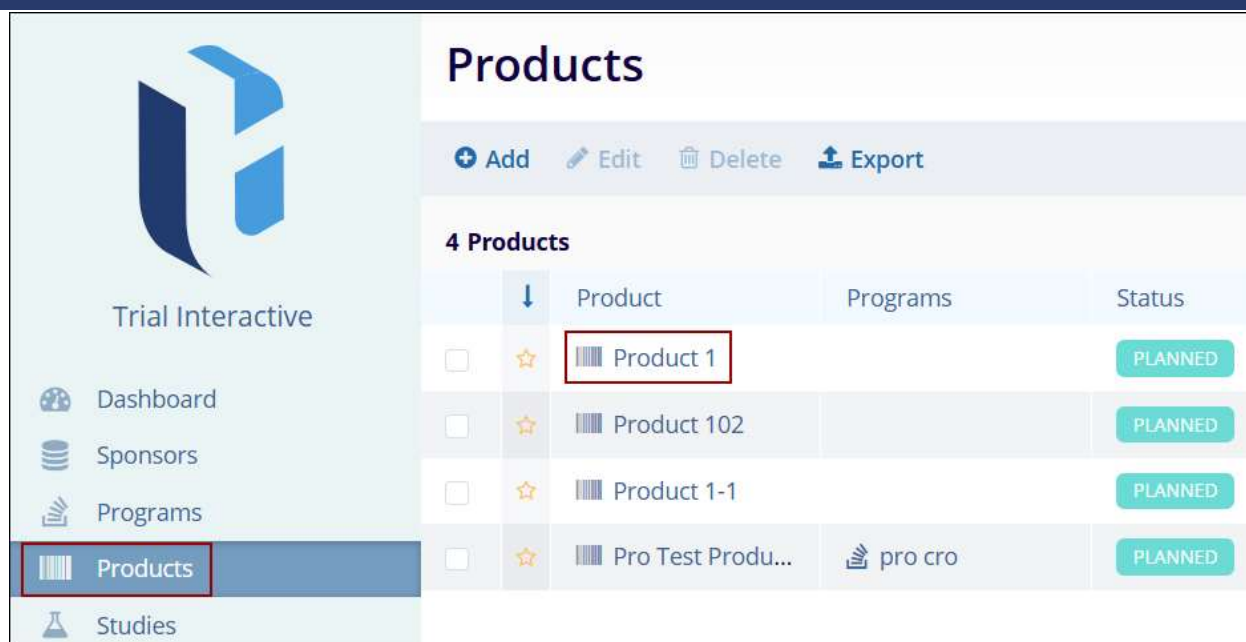 Trial Interactive
Dashboard
Sponsors
Programs
Products
Studies
Products
Add Edit Delete Export
4 Products
Product Programs Status
Product 1 PLANNED
Product 102 PLANNED
Product 1-1 PLANNED
Pro Test Produ... pro cro PLANNED